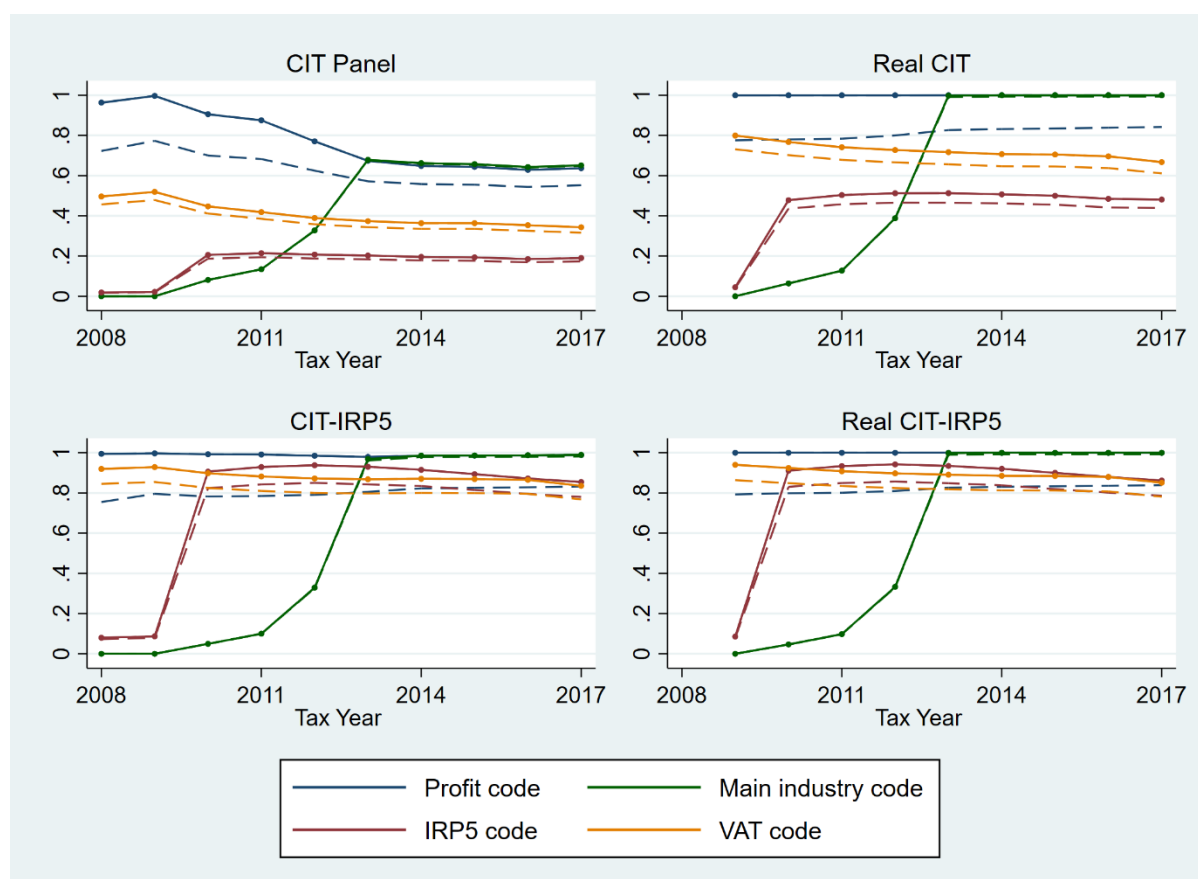 CIT Panel
1
.8
.6
.4
.2
0
2008 2011 2014 2017
Tax Year
Real CIT
1
.8
.6
.4
.2
0
2008 2011 2014 2017
Tax Year
CIT-IRP5
1
.8
.6
.4
.2
0
2008 2011 2014 2017
Tax Year
Real CIT-IRP5
1
.8
.6
.4
.2
0
2008 2011 2014 2017
Tax Year
Profit code Main industry code
IRP5 code VAT code